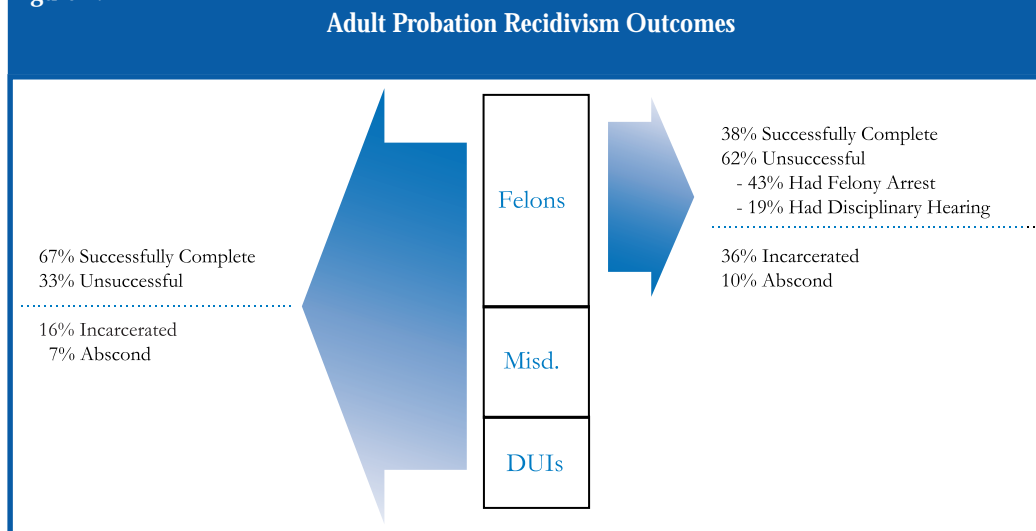 Adult Probation Recidivism Outcomes
67% Successfully Complete
33% Unsuccessful
16% Incarcerated
7% Abscond
Felons
Misd.
DUIs
38% Successfully Complete
62% Unsuccessful
- 43% Had Felony Arrest
- 19% Had Disciplinary Hearing
36% Incarcerated
10% Abscond